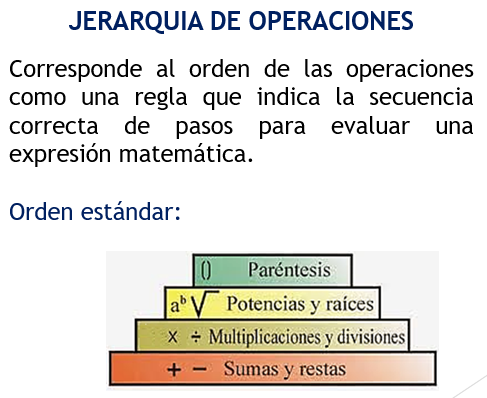 JERARQUIA DE OPERACIONES
Corresponde al orden de las operaciones
como una regla que indica la secuencia
correcta de pasos para evaluar una
expresión matemática.
Orden estándar:
() Paréntesis
aᵇ √ Potencias y raíces
× ÷ Multiplicaciones y divisiones
+ − Sumas y restas